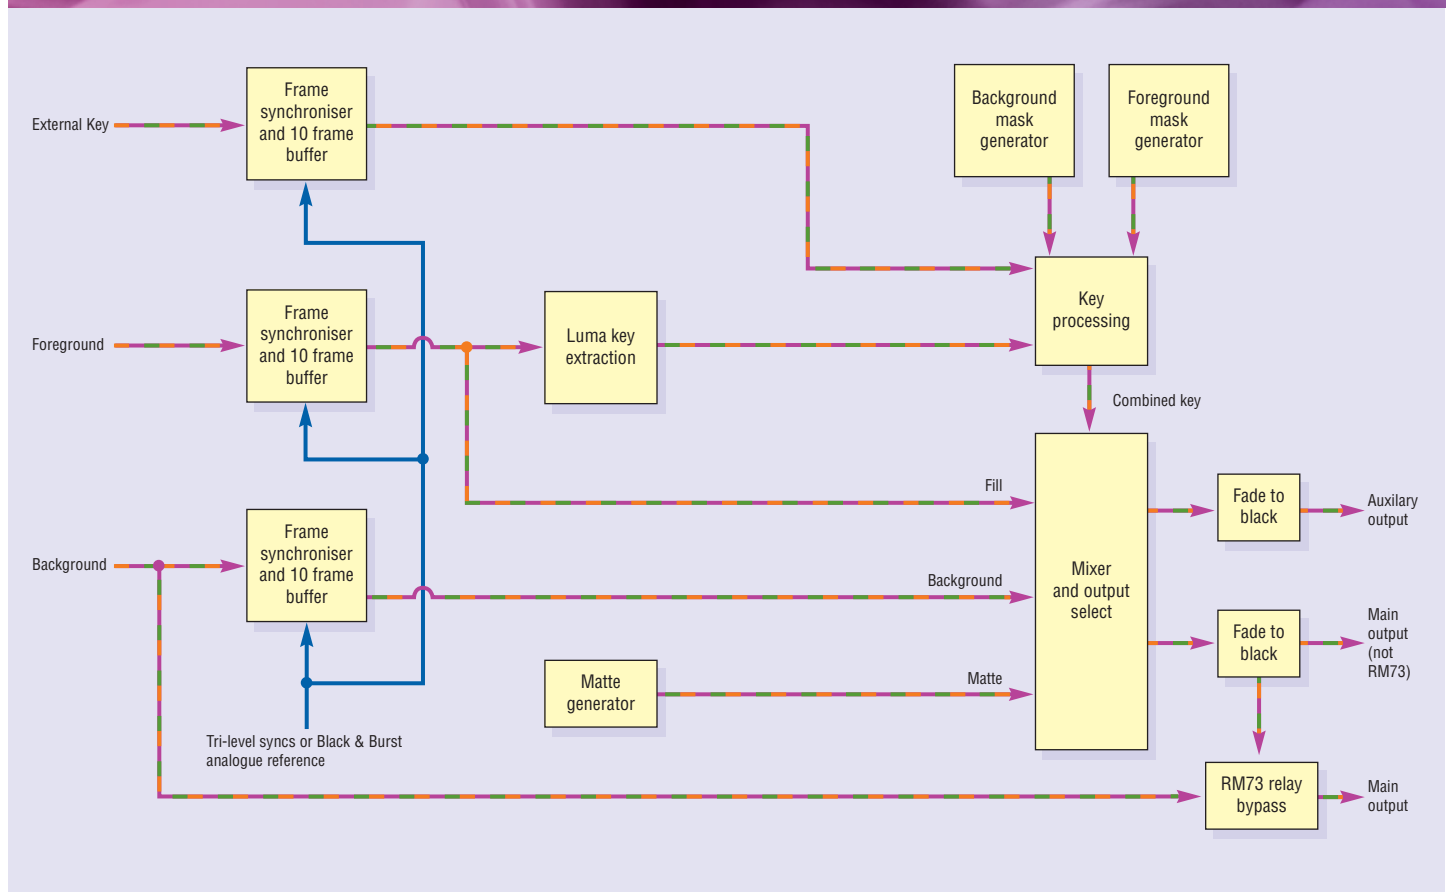 External Key
Frame
synchroniser
and 10 frame
buffer
Background
mask
generator
Foreground
mask
generator
Foreground
Frame
synchroniser
and 10 frame
buffer
Luma key
extraction
Key
processing
Combined key
Background
Frame
synchroniser
and 10 frame
buffer
Fill
Background
Matte
Matte
generator
Mixer
and output
select
Fade to
black
Auxilary
output
Fade to
black
Main
output
(not
RM73)
Tri-level syncs or Black & Burst
analogue reference
RM73 relay
bypass
Main
output